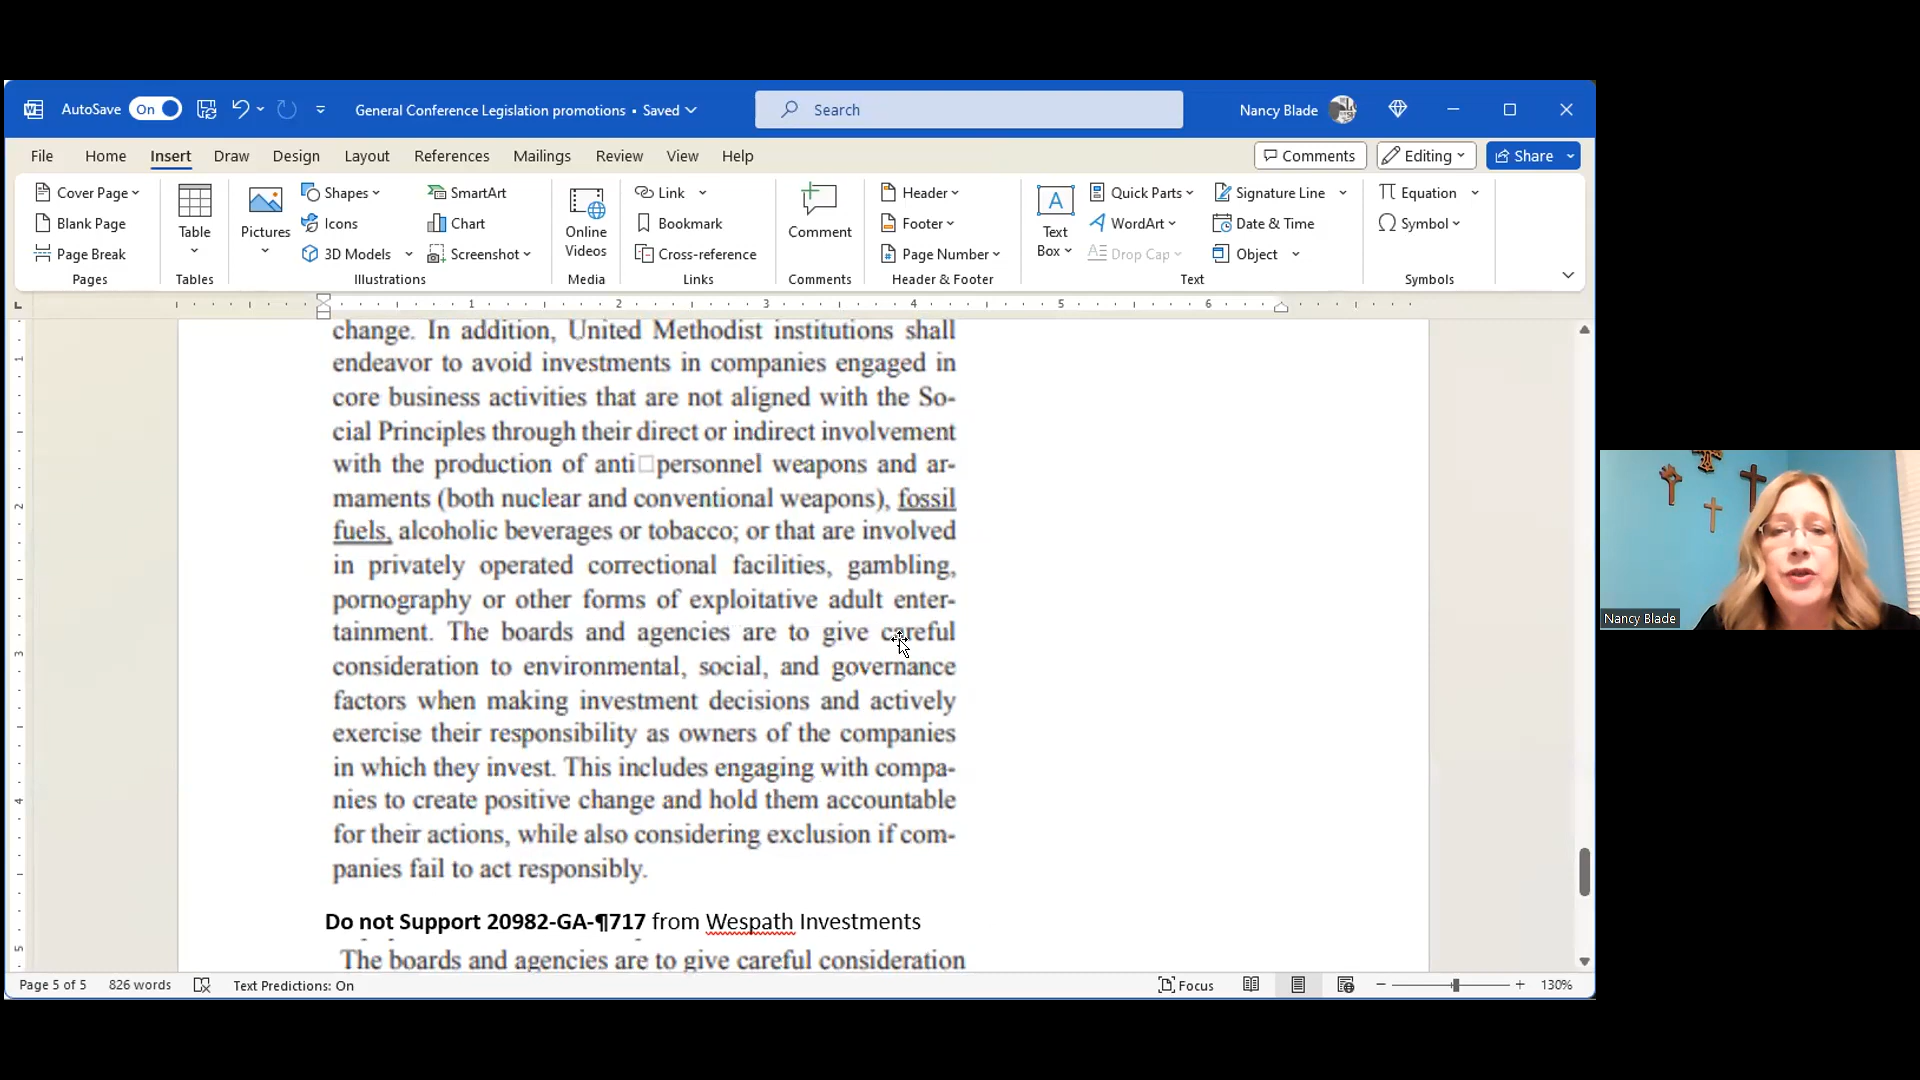 AutoSave On General Conference Legislation promotions • Saved Search Nancy Blade
File Home Insert Draw Design Layout References Mailings Review View Help Comments Editing Share
Cover Page
Blank Page
Page Break
Pages
Table
Tables
Pictures
Shapes
Icons
3D Models
SmartArt
Chart
Screenshot
Illustrations
Online
Videos
Media
Link
Bookmark
Cross-reference
Links
Comment
Comments
Header
Footer
Page Number
Header & Footer
A
Text
Box
Quick Parts
WordArt
Drop Cap
Signature Line
Date & Time
Object
Text
Equation
Symbol
Symbols
1 2 3 4 5 6
1
2
3
4
5
change. In addition, United Methodist institutions shall
endeavor to avoid investments in companies engaged in
core business activities that are not aligned with the So-
cial Principles through their direct or indirect involvement
with the production of anti□personnel weapons and ar-
maments (both nuclear and conventional weapons), fossil
fuels, alcoholic beverages or tobacco; or that are involved
in privately operated correctional facilities, gambling,
pornography or other forms of exploitative adult enter-
tainment. The boards and agencies are to give careful
consideration to environmental, social, and governance
factors when making investment decisions and actively
exercise their responsibility as owners of the companies
in which they invest. This includes engaging with compa-
nies to create positive change and hold them accountable
for their actions, while also considering exclusion if com-
panies fail to act responsibly.
Do not Support 20982-GA-¶717 from Wespath Investments
The boards and agencies are to give careful consideration
Page 5 of 5 826 words Text Predictions: On Focus 130%
Nancy Blade